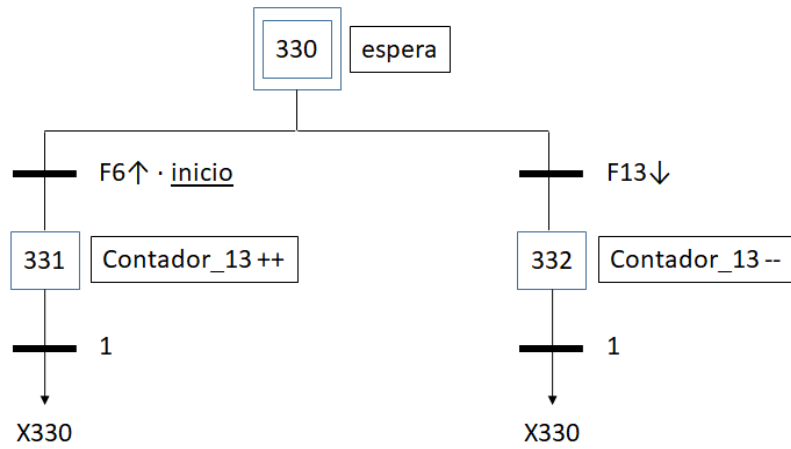 330 espera
F6↑ · inicio F13↓
331 Contador_13 ++ 332 Contador_13 --
1 1
X330 X330